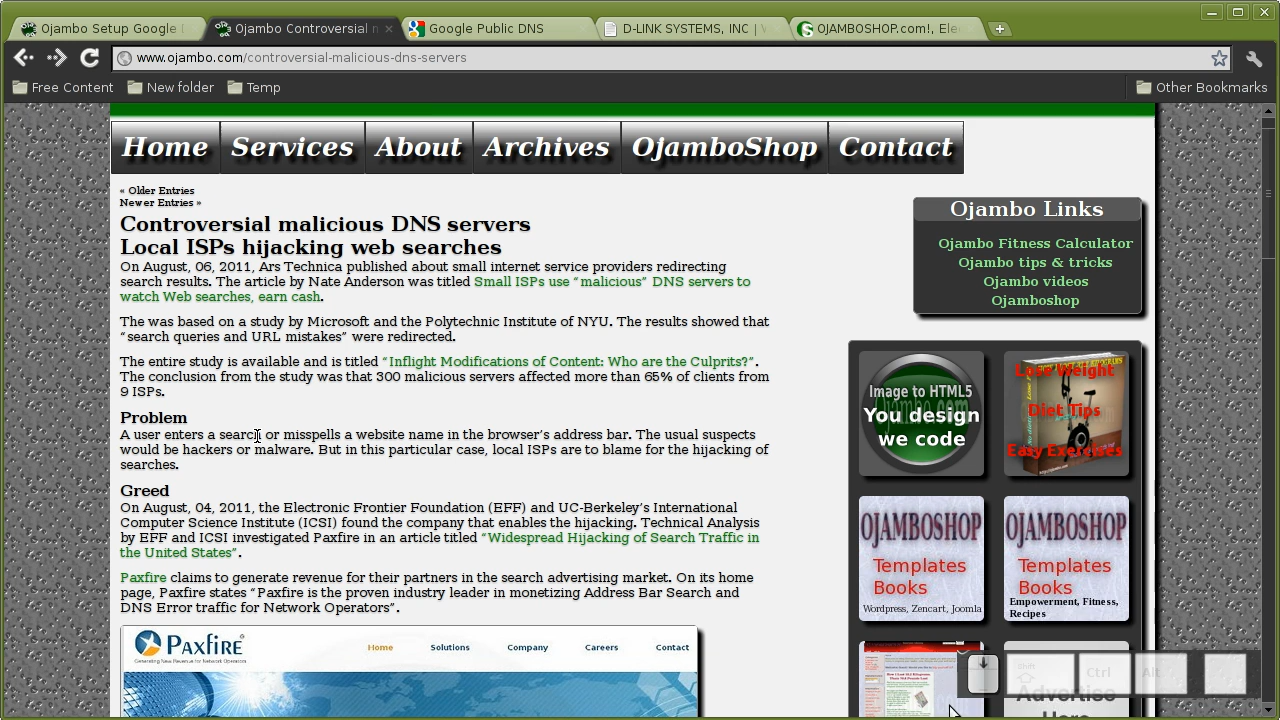 Ojambo Setup Google
Ojambo Controversial
Google Public DNS
D-LINK SYSTEMS, INC |
OJAMBOSHOP.com!, Ele
www.ojambo.com/controversial-malicious-dns-servers
Free Content
New folder
Temp
Other Bookmarks
Home
Services
About
Archives
OjamboShop
Contact
« Older Entries
Newer Entries »
Controversial malicious DNS servers
Local ISPs hijacking web searches
On August, 06, 2011, Ars Technica published about small internet service providers redirecting
search results. The article by Nate Anderson was titled Small ISPs use “malicious” DNS servers to
watch Web searches, earn cash.
The was based on a study by Microsoft and the Polytechnic Institute of NYU. The results showed that
“search queries and URL mistakes” were redirected.
The entire study is available and is titled “Inflight Modifications of Content: Who are the Culprits?”.
The conclusion from the study was that 300 malicious servers affected more than 65% of clients from
9 ISPs.
Problem
A user enters a search or misspells a website name in the browser’s address bar. The usual suspects
would be hackers or malware. But in this particular case, local ISPs are to blame for the hijacking of
searches.
Greed
On August, 04, 2011, the Electronic Frontier Foundation (EFF) and UC-Berkeley’s International
Computer Science Institute (ICSI) found the company that enables the hijacking. Technical Analysis
by EFF and ICSI investigated Paxfire in an article titled “Widespread Hijacking of Search Traffic in
the United States”.
Paxfire claims to generate revenue for their partners in the search advertising market. On its home
page, Paxfire states “Paxfire is the proven industry leader in monetizing Address Bar Search and
DNS Error traffic for Network Operators”.
PAXFIRE
Generating New Revenue for Network Operators
Home
Solutions
Company
Careers
Contact
Ojambo Links
Ojambo Fitness Calculator
Ojambo tips & tricks
Ojambo videos
Ojamboshop
Image to HTML5
You design
we code
Lose Weight
Diet Tips
Easy Exercises
OJAMBOSHOP
Templates
Books
Wordpress, Zencart, Joomla
OJAMBOSHOP
Templates
Books
Empowerment, Fitness,
Recipes
Shift
Ctrl
Alt
Advertise
Here